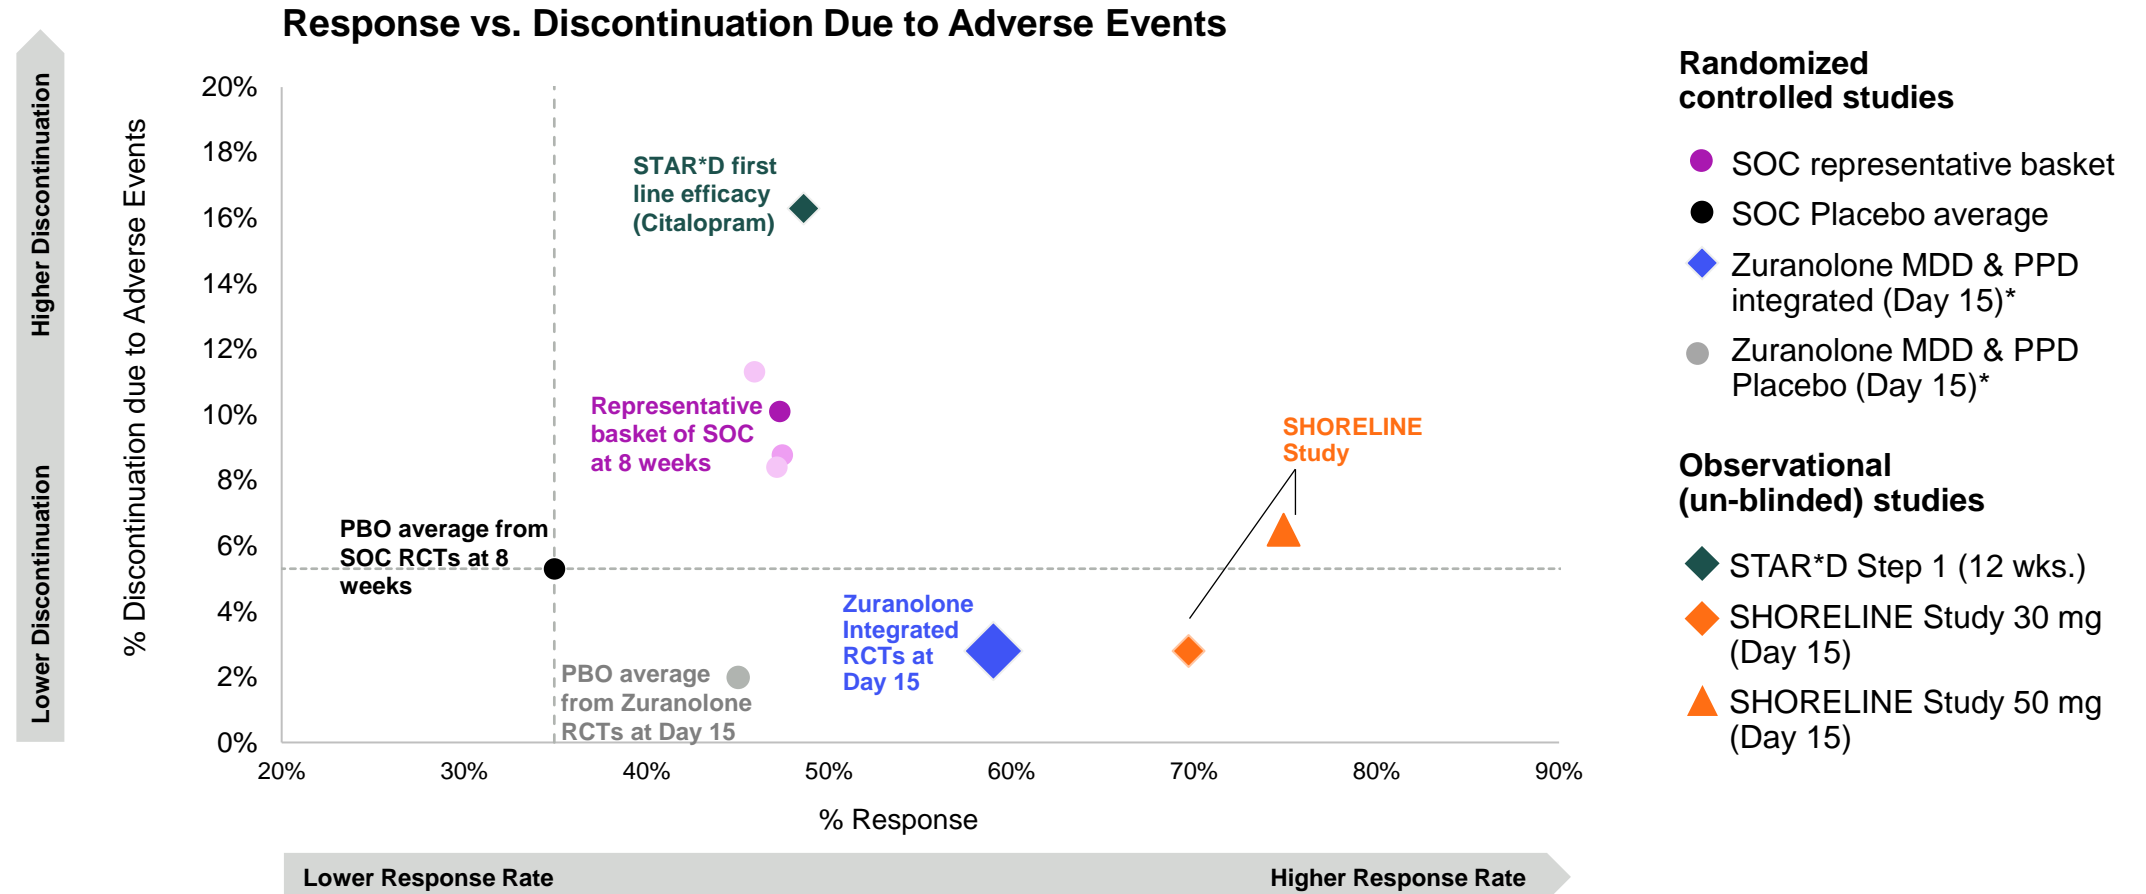 Response vs. Discontinuation Due to Adverse Events
Higher Discontinuation
Lower Discontinuation
% Discontinuation due to Adverse Events
20%
18%
16%
14%
12%
10%
8%
6%
4%
2%
0%
STAR*D first
line efficacy
(Citalopram)
Representative
basket of SOC
at 8 weeks
SHORELINE
Study
PBO average from
SOC RCTs at 8
weeks
Zuranolone
Integrated
RCTs at
Day 15
PBO average
from Zuranolone
RCTs at Day 15
20%
30%
40%
50%
60%
70%
80%
90%
% Response
Lower Response Rate
Higher Response Rate
Randomized
controlled studies
SOC representative basket
SOC Placebo average
Zuranolone MDD & PPD
integrated (Day 15)*
Zuranolone MDD & PPD
Placebo (Day 15)*
Observational
(un-blinded) studies
STAR*D Step 1 (12 wks.)
SHORELINE Study 30 mg
(Day 15)
SHORELINE Study 50 mg
(Day 15)